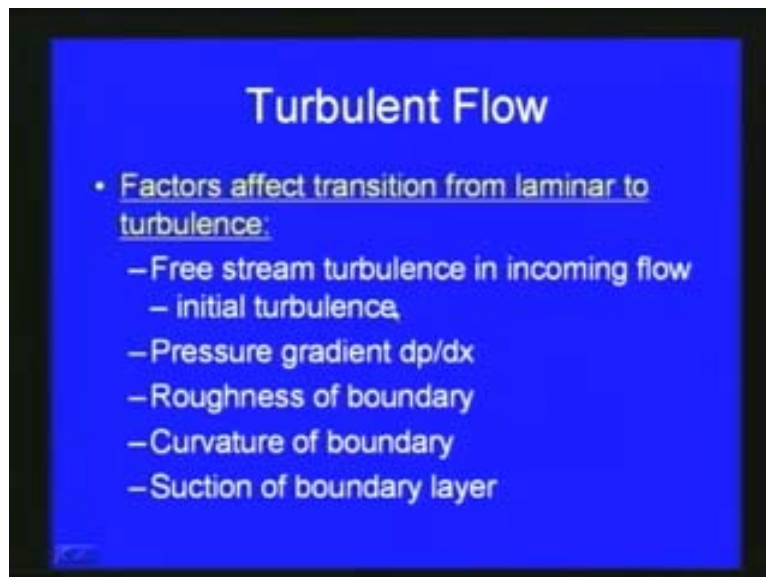 Turbulent Flow
• Factors affect transition from laminar to
turbulence:
–Free stream turbulence in incoming flow
– initial turbulence,
–Pressure gradient dp/dx
–Roughness of boundary
–Curvature of boundary
–Suction of boundary layer